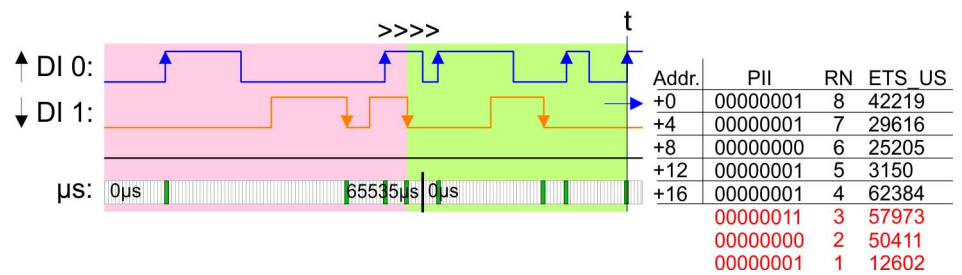 >>>> t
DI 0:
DI 1:
µs: 0µs 65535µs 0µs
Addr. PII RN ETS_US
+0 00000001 8 42219
+4 00000001 7 29616
+8 00000000 6 25205
+12 00000001 5 3150
+16 00000001 4 62384
00000011 3 57973
00000000 2 50411
00000001 1 12602